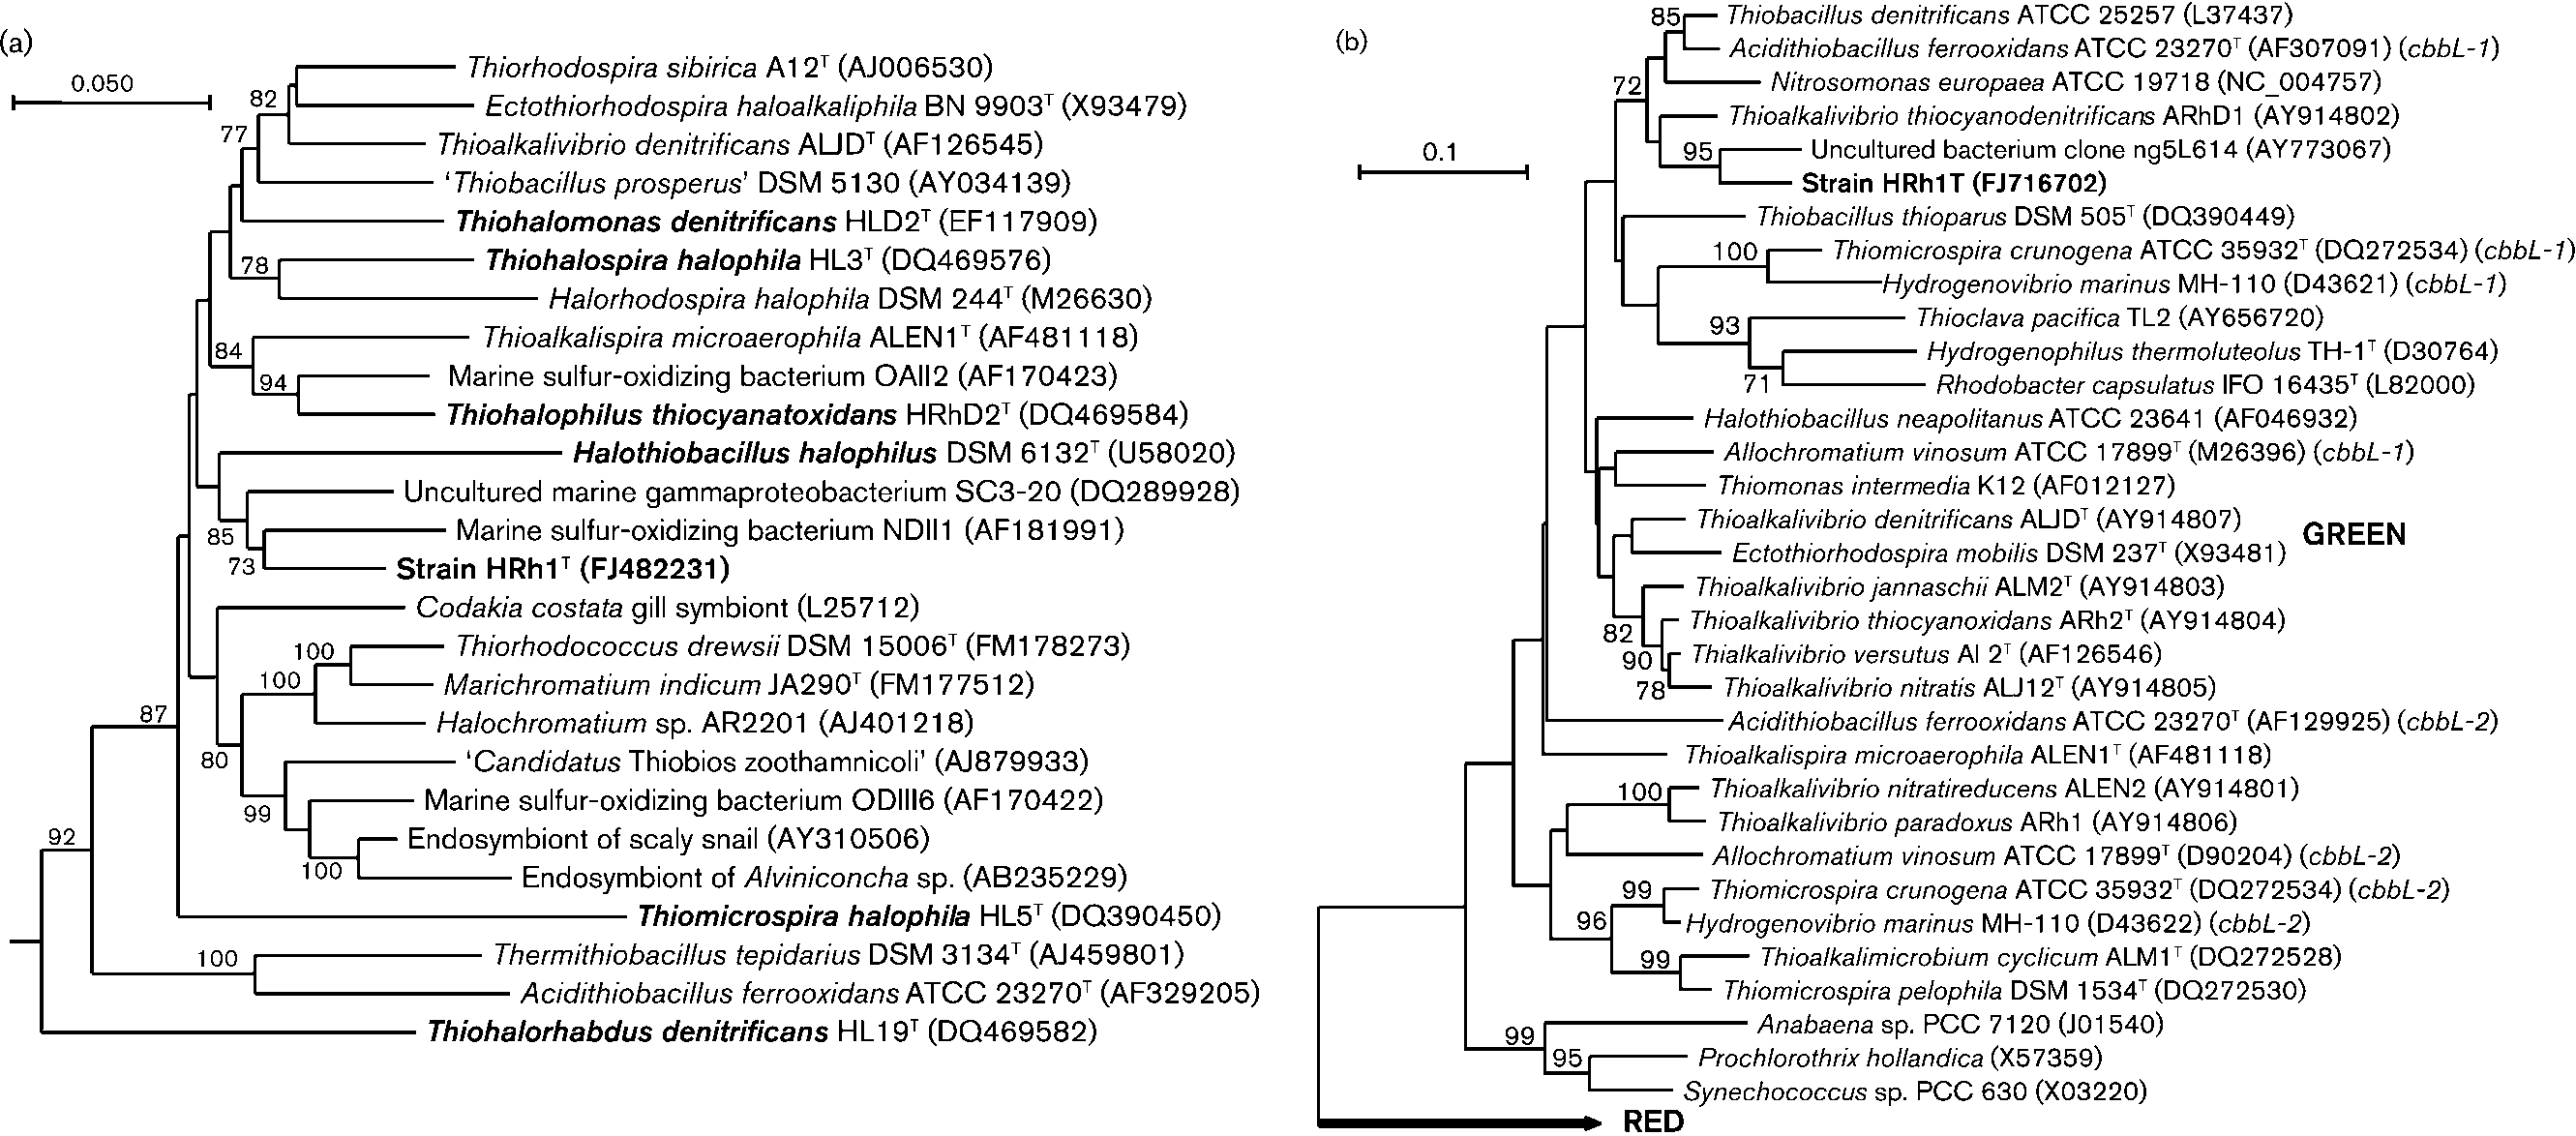 (a)
0.050
Thiorhodospira sibirica A12ᵀ (AJ006530)
82
Ectothiorhodospira haloalkaliphila BN 9903ᵀ (X93479)
77
Thioalkalivibrio denitrificans ALJDᵀ (AF126545)
‘Thiobacillus prosperus’ DSM 5130 (AY034139)
Thiohalomonas denitrificans HLD2ᵀ (EF117909)
78
Thiohalospira halophila HL3ᵀ (DQ469576)
Halorhodospira halophila DSM 244ᵀ (M26630)
Thioalkalispira microaerophila ALEN1ᵀ (AF481118)
84
Marine sulfur-oxidizing bacterium OAII2 (AF170423)
94
Thiohalophilus thiocyanatoxidans HRhD2ᵀ (DQ469584)
Halothiobacillus halophilus DSM 6132ᵀ (U58020)
Uncultured marine gammaproteobacterium SC3-20 (DQ289928)
85
Marine sulfur-oxidizing bacterium NDII1 (AF181991)
73
Strain HRh1ᵀ (FJ482231)
Codakia costata gill symbiont (L25712)
100
Thiorhodococcus drewsii DSM 15006ᵀ (FM178273)
100
Marichromatium indicum JA290ᵀ (FM177512)
87
Halochromatium sp. AR2201 (AJ401218)
80
‘Candidatus Thiobios zoothamnicoli’ (AJ879933)
99
Marine sulfur-oxidizing bacterium ODIII6 (AF170422)
92
Endosymbiont of scaly snail (AY310506)
100
Endosymbiont of Alviniconcha sp. (AB235229)
Thiomicrospira halophila HL5ᵀ (DQ390450)
100
Thermithiobacillus tepidarius DSM 3134ᵀ (AJ459801)
Acidithiobacillus ferrooxidans ATCC 23270ᵀ (AF329205)
Thiohalorhabdus denitrificans HL19ᵀ (DQ469582)
(b)
0.1
85
Thiobacillus denitrificans ATCC 25257 (L37437)
Acidithiobacillus ferrooxidans ATCC 23270ᵀ (AF307091) (cbbL-1)
72
Nitrosomonas europaea ATCC 19718 (NC_004757)
Thioalkalivibrio thiocyanodenitrificans ARhD1 (AY914802)
95
Uncultured bacterium clone ng5L614 (AY773067)
Strain HRh1T (FJ716702)
Thiobacillus thioparus DSM 505ᵀ (DQ390449)
100
Thiomicrospira crunogena ATCC 35932ᵀ (DQ272534) (cbbL-1)
Hydrogenovibrio marinus MH-110 (D43621) (cbbL-1)
93
Thioclava pacifica TL2 (AY656720)
Hydrogenophilus thermoluteolus TH-1ᵀ (D30764)
71
Rhodobacter capsulatus IFO 16435ᵀ (L82000)
Halothiobacillus neapolitanus ATCC 23641 (AF046932)
Allochromatium vinosum ATCC 17899ᵀ (M26396) (cbbL-1)
Thiomonas intermedia K12 (AF012127)
Thioalkalivibrio denitrificans ALJDᵀ (AY914807)
GREEN
Ectothiorhodospira mobilis DSM 237ᵀ (X93481)
Thioalkalivibrio jannaschii ALM2ᵀ (AY914803)
82
Thioalkalivibrio thiocyanoxidans ARh2ᵀ (AY914804)
90
Thialkalivibrio versutus Al 2ᵀ (AF126546)
78
Thioalkalivibrio nitratis ALJ12ᵀ (AY914805)
Acidithiobacillus ferrooxidans ATCC 23270ᵀ (AF129925) (cbbL-2)
Thioalkalispira microaerophila ALEN1ᵀ (AF481118)
100
Thioalkalivibrio nitratireducens ALEN2 (AY914801)
Thioalkalivibrio paradoxus ARh1 (AY914806)
Allochromatium vinosum ATCC 17899ᵀ (D90204) (cbbL-2)
99
Thiomicrospira crunogena ATCC 35932ᵀ (DQ272534) (cbbL-2)
96
Hydrogenovibrio marinus MH-110 (D43622) (cbbL-2)
99
Thioalkalimicrobium cyclicum ALM1ᵀ (DQ272528)
Thiomicrospira pelophila DSM 1534ᵀ (DQ272530)
99
Anabaena sp. PCC 7120 (J01540)
95
Prochlorothrix hollandica (X57359)
Synechococcus sp. PCC 630 (X03220)
RED